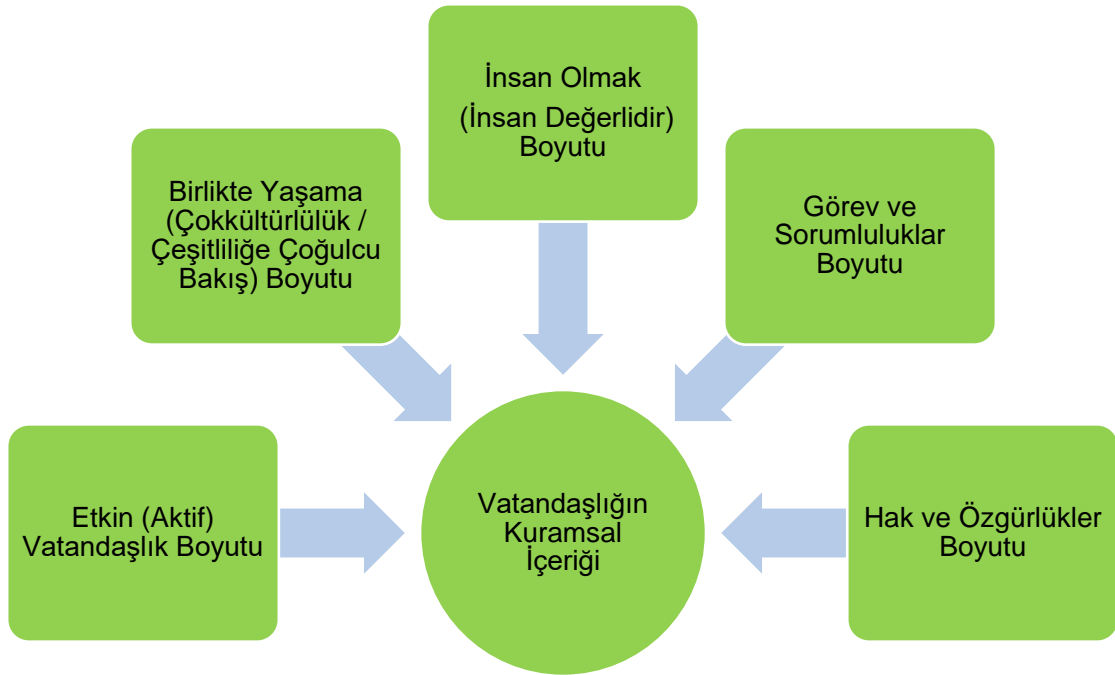 İnsan Olmak
(İnsan Değerlidir)
Boyutu
Birlikte Yaşama
(Çokkültürlülük /
Çeşitliliğe Çoğulcu
Bakış) Boyutu
Görev ve
Sorumluluklar
Boyutu
Etkin (Aktif)
Vatandaşlık Boyutu
Vatandaşlığın
Kuramsal
İçeriği
Hak ve Özgürlükler
Boyutu